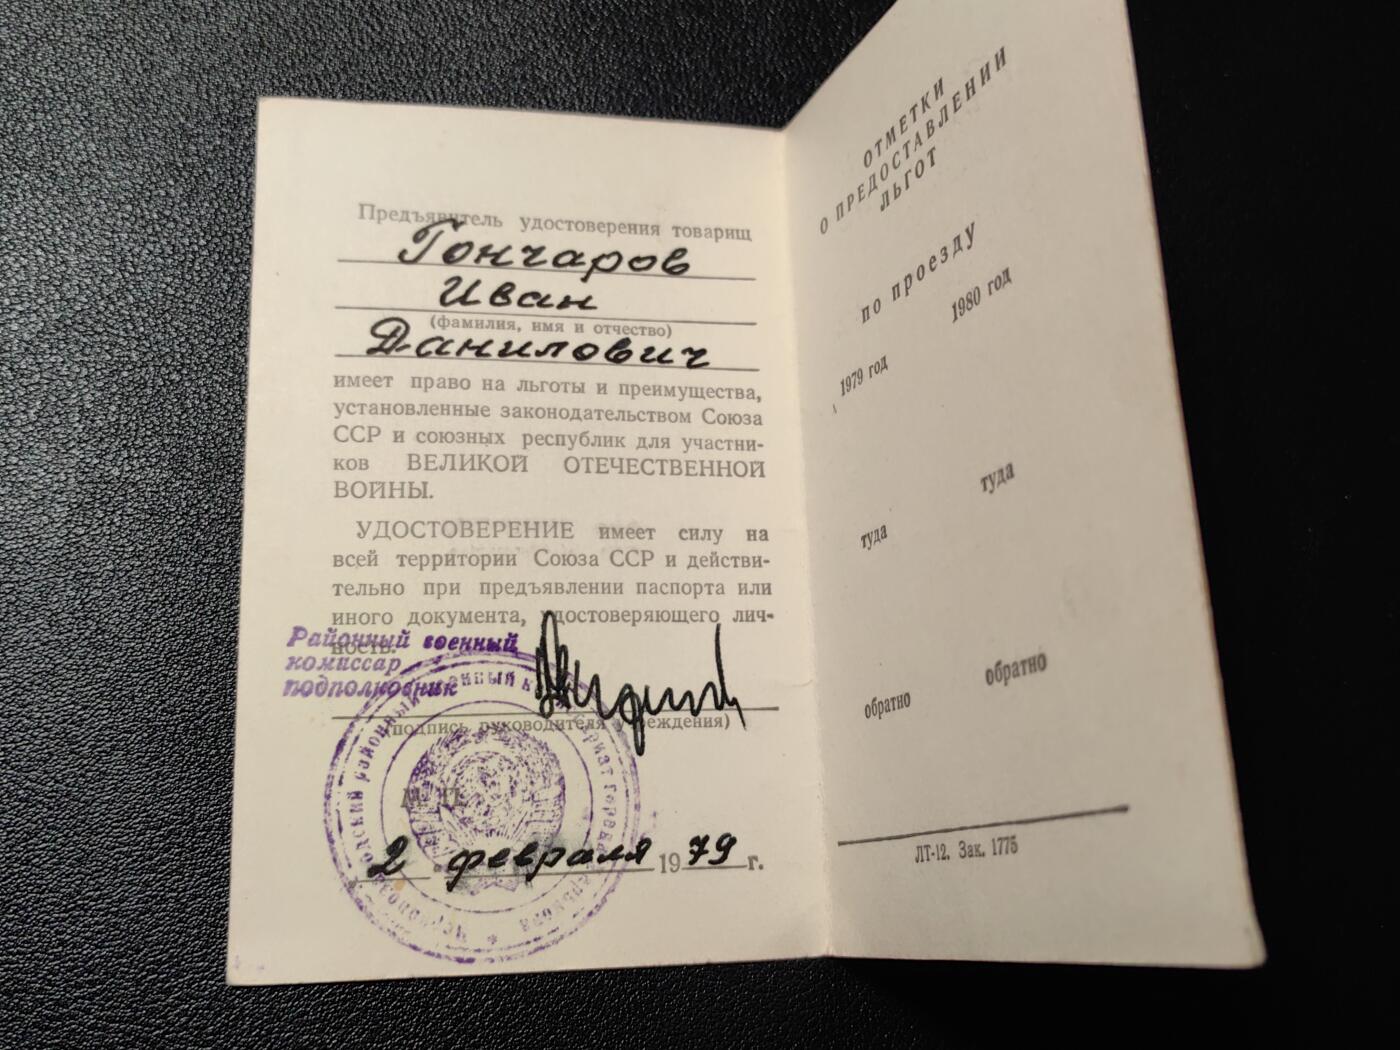 Предъявитель удостоверения товарищ
Гончаров
Иван
(фамилия, имя и отчество)
Данилович
имеет право на льготы и преимущества,
установленные законодательством Союза
ССР и союзных республик для участни-
ков ВЕЛИКОЙ ОТЕЧЕСТВЕННОЙ
ВОЙНЫ.
УДОСТОВЕРЕНИЕ имеет силу на
всей территории Союза ССР и действи-
тельно при предъявлении паспорта или
иного документа, удостоверяющего лич-
ность.
Районный военный
комиссар
подполковник
(подпись руководителя учреждения)
М. П.
2 февраля 1979 г.
районный военный комиссариат
ОТМЕТКИ
О ПРЕДОСТАВЛЕНИИ
ЛЬГОТ
по проезду
1979 год 1980 год
туда туда
обратно обратно
ЛТ-12. Зак. 1775